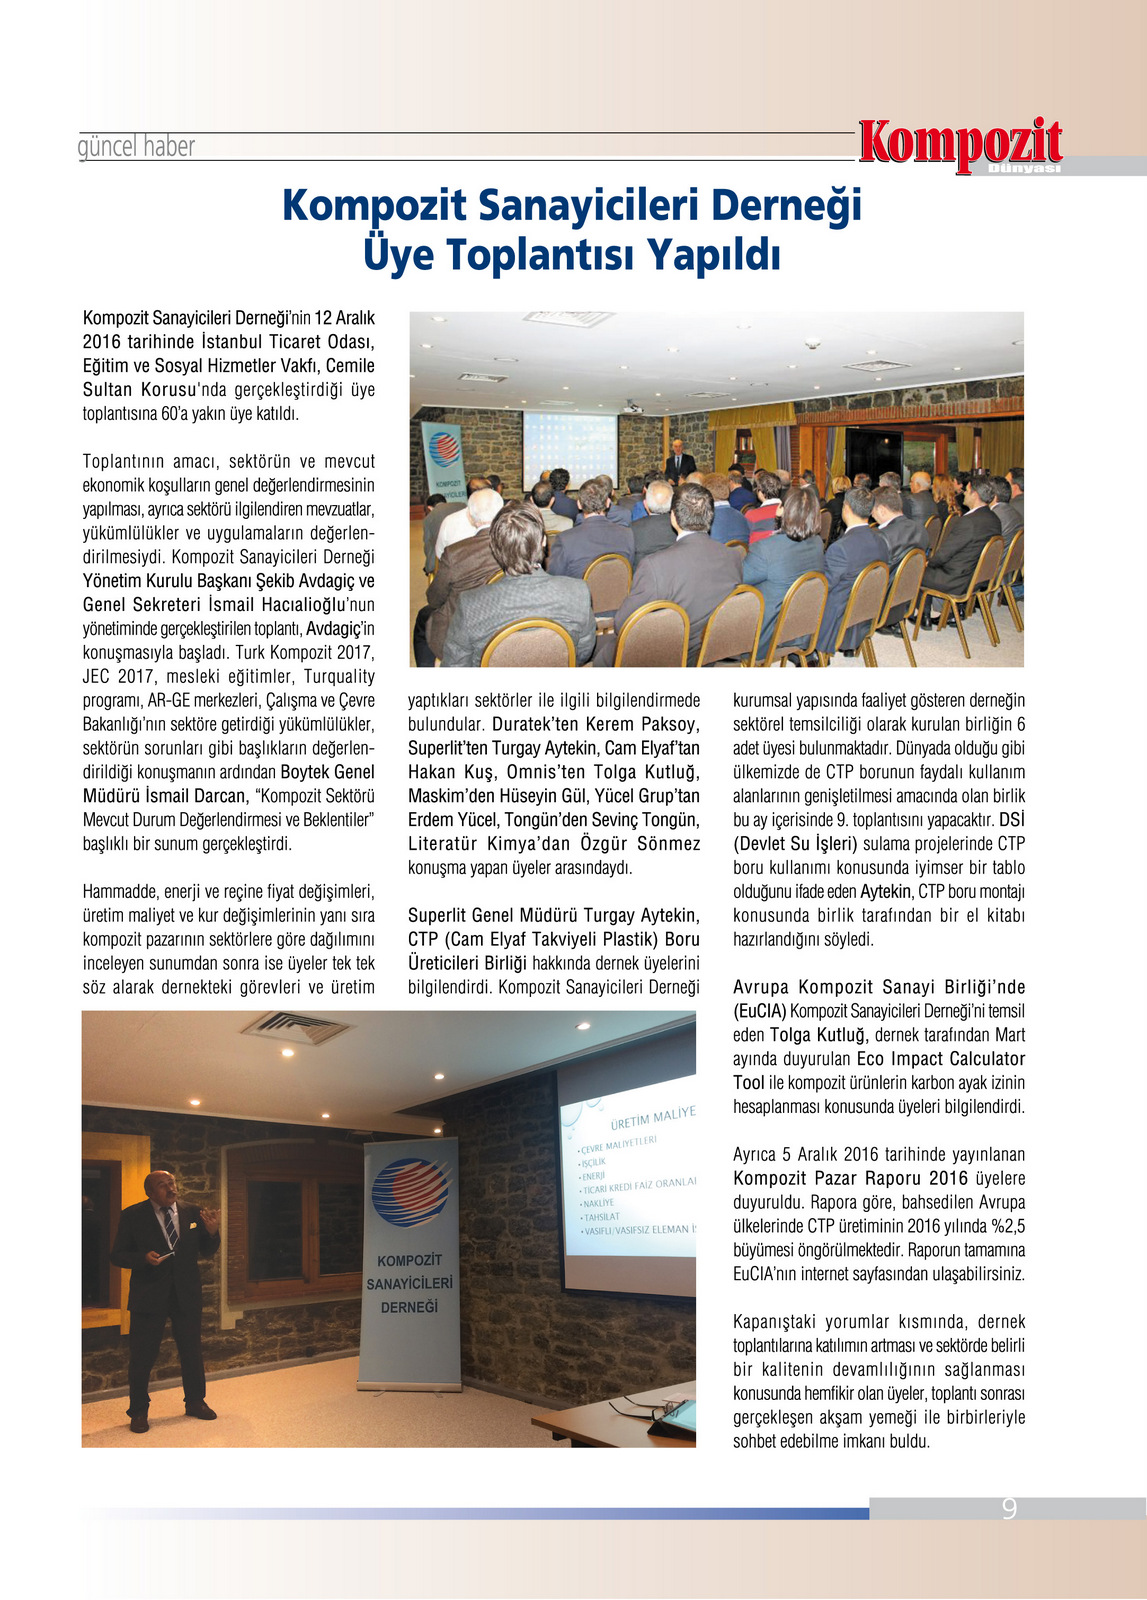 güncel haber
Kompozit
Dünyası
Kompozit Sanayicileri Derneği
Üye Toplantısı Yapıldı
Kompozit Sanayicileri Derneği'nin 12 Aralık
2016 tarihinde İstanbul Ticaret Odası,
Eğitim ve Sosyal Hizmetler Vakfı, Cemile
Sultan Korusu'nda gerçekleştirdiği üye
toplantısına 60'a yakın üye katıldı.
Toplantının amacı, sektörün ve mevcut
ekonomik koşulların genel değerlendirmesinin
yapılması, ayrıca sektörü ilgilendiren mevzuatlar,
yükümlülükler ve uygulamaların değerlen-
dirilmesiydi. Kompozit Sanayicileri Derneği
Yönetim Kurulu Başkanı Şekib Avdagiç ve
Genel Sekreteri İsmail Hacıalioğlu'nun
yönetiminde gerçekleştirilen toplantı, Avdagiç'in
konuşmasıyla başladı. Turk Kompozit 2017,
JEC 2017, mesleki eğitimler, Turquality
programı, AR-GE merkezleri, Çalışma ve Çevre
Bakanlığı'nın sektöre getirdiği yükümlülükler,
sektörün sorunları gibi başlıkların değerlen-
dirildiği konuşmanın ardından Boytek Genel
Müdürü İsmail Darcan, “Kompozit Sektörü
Mevcut Durum Değerlendirmesi ve Beklentiler”
başlıklı bir sunum gerçekleştirdi.
Hammadde, enerji ve reçine fiyat değişimleri,
üretim maliyet ve kur değişimlerinin yanı sıra
kompozit pazarının sektörlere göre dağılımını
inceleyen sunumdan sonra ise üyeler tek tek
söz alarak dernekteki görevleri ve üretim
KOMPOZİT
SANAYİCİLERİ
yaptıkları sektörler ile ilgili bilgilendirmede
bulundular. Duratek'ten Kerem Paksoy,
Superlit'ten Turgay Aytekin, Cam Elyaf'tan
Hakan Kuş, Omnis'ten Tolga Kutluğ,
Maskim'den Hüseyin Gül, Yücel Grup'tan
Erdem Yücel, Tongün'den Sevinç Tongün,
Literatür Kimya'dan Özgür Sönmez
konuşma yapan üyeler arasındaydı.
Superlit Genel Müdürü Turgay Aytekin,
CTP (Cam Elyaf Takviyeli Plastik) Boru
Üreticileri Birliği hakkında dernek üyelerini
bilgilendirdi. Kompozit Sanayicileri Derneği
kurumsal yapısında faaliyet gösteren derneğin
sektörel temsilciliği olarak kurulan birliğin 6
adet üyesi bulunmaktadır. Dünyada olduğu gibi
ülkemizde de CTP borunun faydalı kullanım
alanlarının genişletilmesi amacında olan birlik
bu ay içerisinde 9. toplantısını yapacaktır. DSİ
(Devlet Su İşleri) sulama projelerinde CTP
boru kullanımı konusunda iyimser bir tablo
olduğunu ifade eden Aytekin, CTP boru montajı
konusunda birlik tarafından bir el kitabı
hazırlandığını söyledi.
Avrupa Kompozit Sanayi Birliği'nde
(EuCIA) Kompozit Sanayicileri Derneği'ni temsil
eden Tolga Kutluğ, dernek tarafından Mart
ayında duyurulan Eco Impact Calculator
Tool ile kompozit ürünlerin karbon ayak izinin
hesaplanması konusunda üyeleri bilgilendirdi.
Ayrıca 5 Aralık 2016 tarihinde yayınlanan
Kompozit Pazar Raporu 2016 üyelere
duyuruldu. Rapora göre, bahsedilen Avrupa
ülkelerinde CTP üretiminin 2016 yılında %2,5
büyümesi öngörülmektedir. Raporun tamamına
EuCIA'nın internet sayfasından ulaşabilirsiniz.
Kapanıştaki yorumlar kısmında, dernek
toplantılarına katılımın artması ve sektörde belirli
bir kalitenin devamlılığının sağlanması
konusunda hemfikir olan üyeler, toplantı sonrası
gerçekleşen akşam yemeği ile birbirleriyle
sohbet edebilme imkanı buldu.
ÜRETİM MALİYE
• ÇEVRE MALİYETLERİ
• İŞÇİLİK
• ENERJİ
• TİCARİ KREDİ FAİZ ORANLAI
• NAKLİYE
• TAHSİLAT
• VASIFLI/VASIFSIZ ELEMAN İ
KOMPOZİT
SANAYİCİLERİ
DERNEĞİ
9